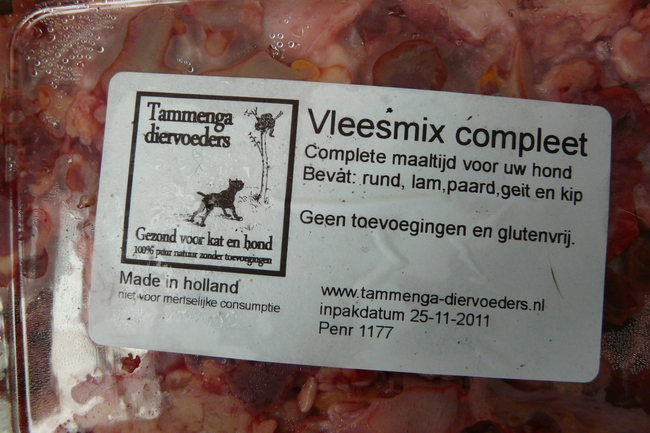 Tammenga
diervoeders
Gezond voor kat en hond
100% puur natuur zonder toevoegingen
Made in holland
niet voor menselijke consumptie
Vleesmix compleet
Complete maaltijd voor uw hond
Bevat: rund, lam,paard,geit en kip
Geen toevoegingen en glutenvrij.
www.tammenga-diervoeders.nl
inpakdatum 25-11-2011
Penr 1177